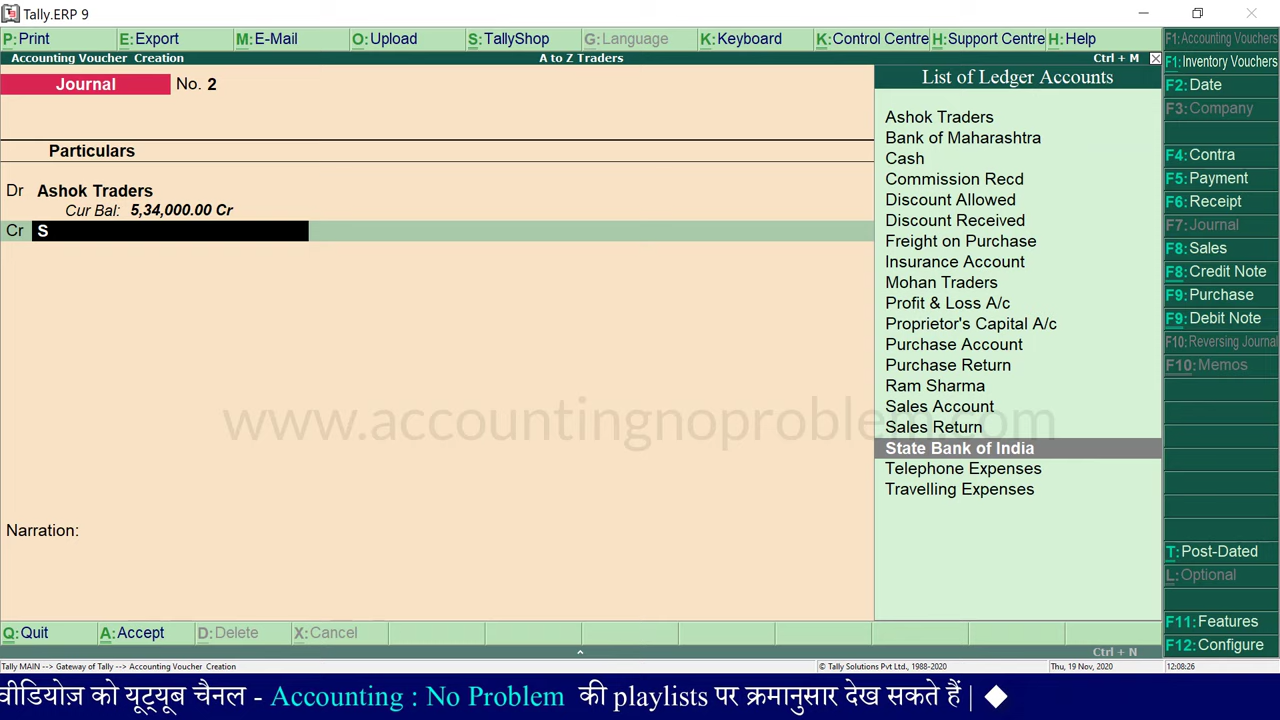 Tally.ERP 9
P: Print E: Export M: E-Mail O: Upload S: TallyShop G: Language K: Keyboard K: Control Centre H: Support Centre H: Help
Accounting Voucher Creation A to Z Traders Ctrl + M
Journal No. 2
Particulars
Dr Ashok Traders
Cur Bal: 5,34,000.00 Cr
Cr S
Narration:
List of Ledger Accounts
Ashok Traders
Bank of Maharashtra
Cash
Commission Recd
Discount Allowed
Discount Received
Freight on Purchase
Insurance Account
Mohan Traders
Profit & Loss A/c
Proprietor's Capital A/c
Purchase Account
Purchase Return
Ram Sharma
Sales Account
Sales Return
State Bank of India
Telephone Expenses
Travelling Expenses
www.accountingnoproblem.com
F1: Accounting Vouchers
F1: Inventory Vouchers
F2: Date
F3: Company
F4: Contra
F5: Payment
F6: Receipt
F7: Journal
F8: Sales
F8: Credit Note
F9: Purchase
F9: Debit Note
F10: Reversing Journal
F10: Memos
T: Post-Dated
L: Optional
F11: Features
F12: Configure
Q: Quit A: Accept D: Delete X: Cancel
Ctrl + N
Tally MAIN --> Gateway of Tally --> Accounting Voucher Creation © Tally Solutions Pvt Ltd., 1988-2020 Thu, 19 Nov, 2020 12:08:26
वीडियोज़ को यूट्यूब चैनल - Accounting : No Problem की playlists पर क्रमानुसार देख सकते हैं | ◆